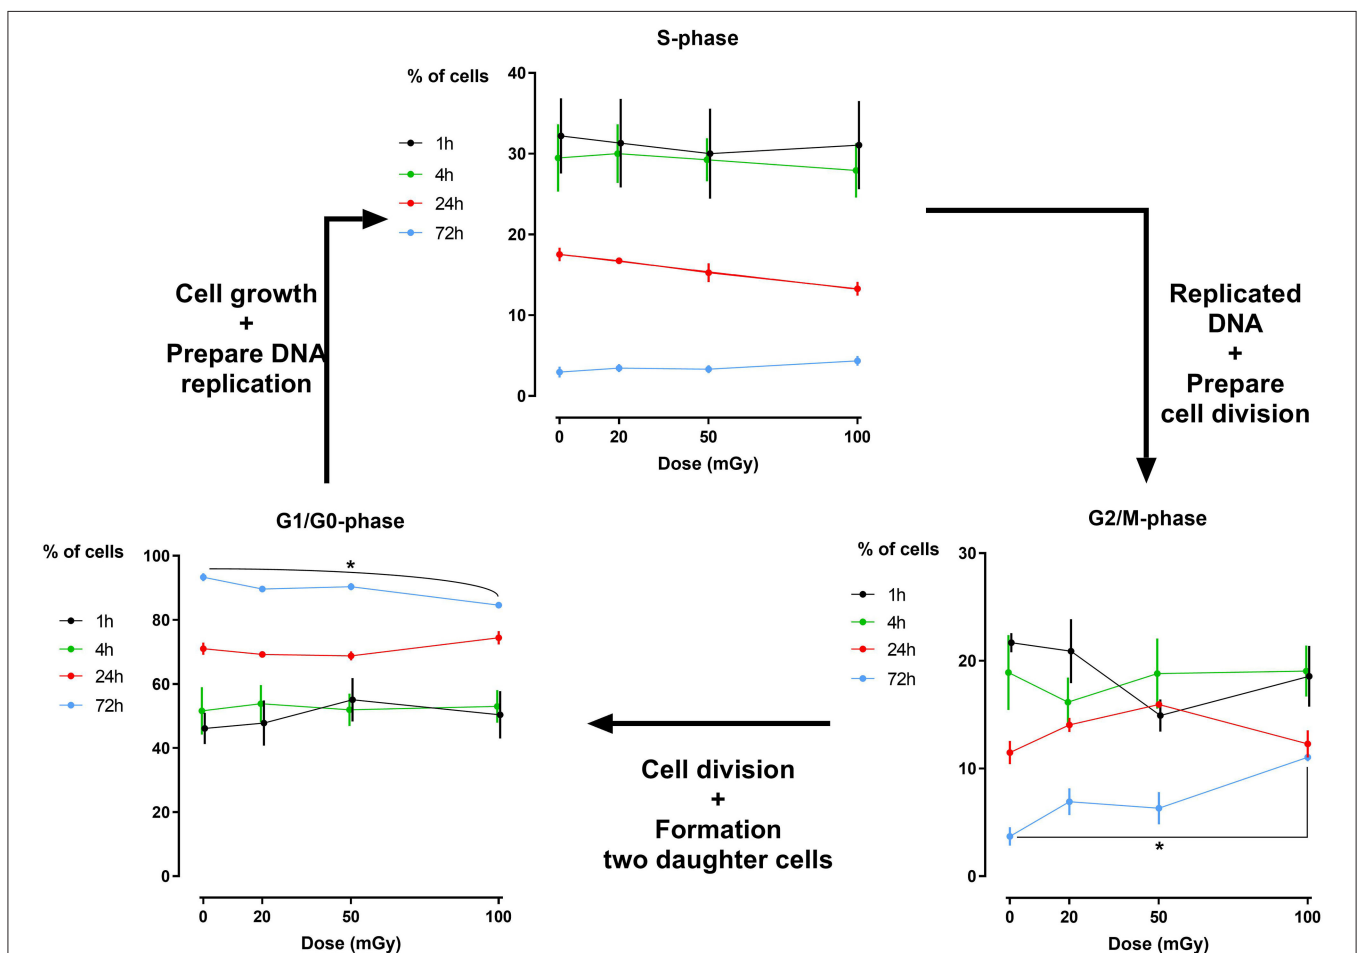 S-phase
% of cells
1h
4h
24h
72h
40
30
20
10
0
0 20 50 100
Dose (mGy)
Cell growth
+
Prepare DNA
replication
Replicated
DNA
+
Prepare
cell division
G1/G0-phase
% of cells
1h
4h
24h
72h
100
80
60
40
20
0
*
0 20 50 100
Dose (mGy)
Cell division
+
Formation
two daughter cells
G2/M-phase
% of cells
1h
4h
24h
72h
30
20
10
0
*
0 20 50 100
Dose (mGy)